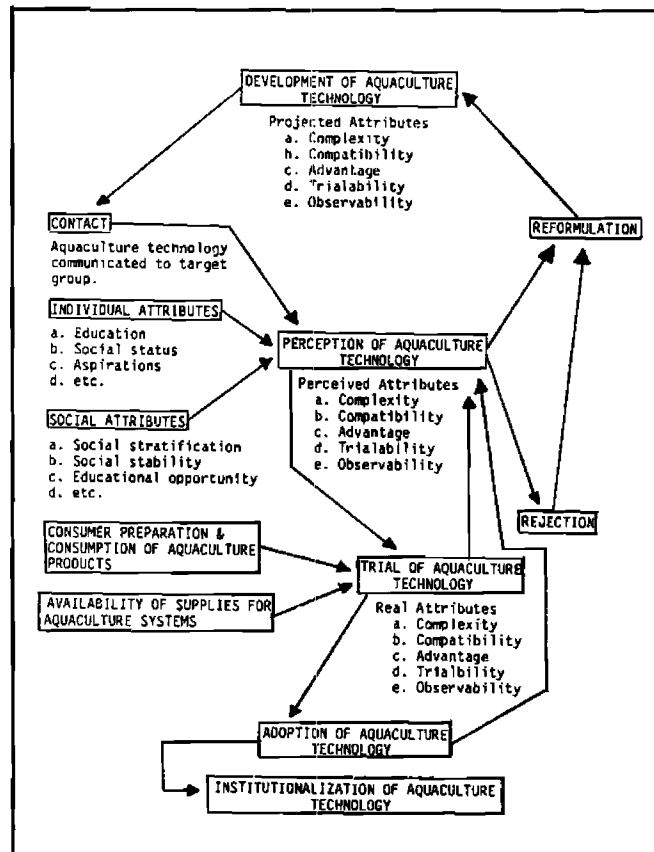 DEVELOPMENT OF AQUACULTURE
TECHNOLOGY
Projected Attributes
a. Complexity
b. Compatibility
c. Advantage
d. Trialability
e. Observability
CONTACT
Aquaculture technology
communicated to target
group.
REFORMULATION
INDIVIDUAL ATTRIBUTES
a. Education
b. Social status
c. Aspirations
d. etc.
PERCEPTION OF AQUACULTURE
TECHNOLOGY
Perceived Attributes
a. Complexity
b. Compatibility
c. Advantage
d. Trialability
e. Observability
SOCIAL ATTRIBUTES
a. Social stratification
b. Social stability
c. Educational opportunity
d. etc.
REJECTION
CONSUMER PREPARATION &
CONSUMPTION OF AQUACULTURE
PRODUCTS
TRIAL OF AQUACULTURE
TECHNOLOGY
AVAILABILITY OF SUPPLIES FOR
AQUACULTURE SYSTEMS
Real Attributes
a. Complexity
b. Compatibility
c. Advantage
d. Trialbility
e. Observability
ADOPTION OF AQUACULTURE
TECHNOLOGY
INSTITUTIONALIZATION OF AQUACULTURE
TECHNOLOGY